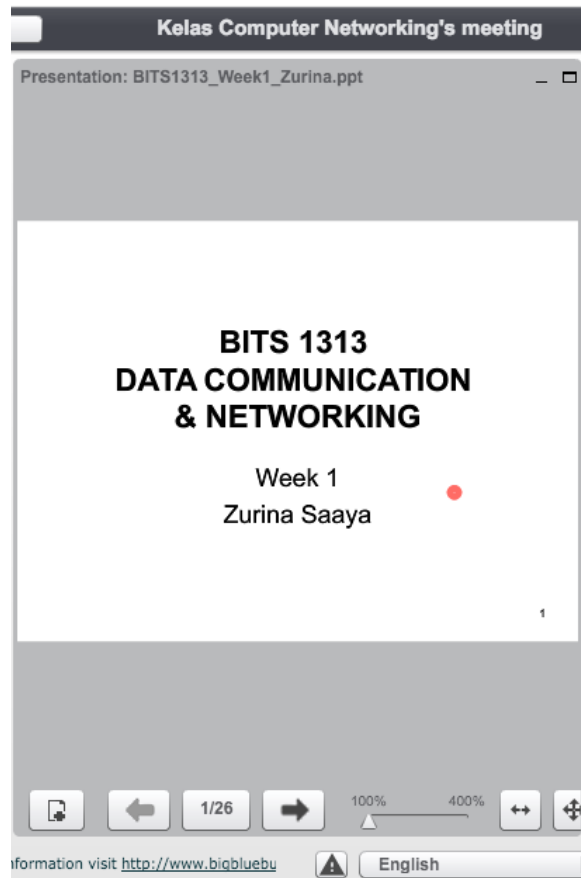 Kelas Computer Networking's meeting
Presentation: BITS1313_Week1_Zurina.ppt
BITS 1313
DATA COMMUNICATION
& NETWORKING
Week 1
Zurina Saaya
1
1/26
100% 400%
nformation visit http://www.bigbluebu
English